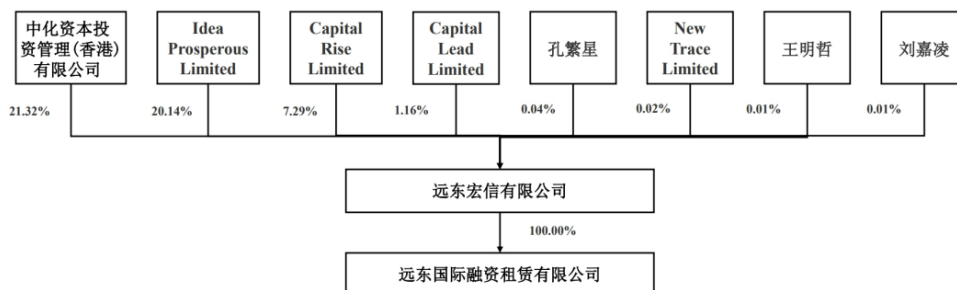 中化资本投
资管理(香港)
有限公司
Idea
Prosperous
Limited
Capital
Rise
Limited
Capital
Lead
Limited
孔繁星
New
Trace
Limited
王明哲
刘嘉凌
21.32%
20.14%
7.29%
1.16%
0.04%
0.02%
0.01%
0.01%
远东宏信有限公司
100.00%
远东国际融资租赁有限公司